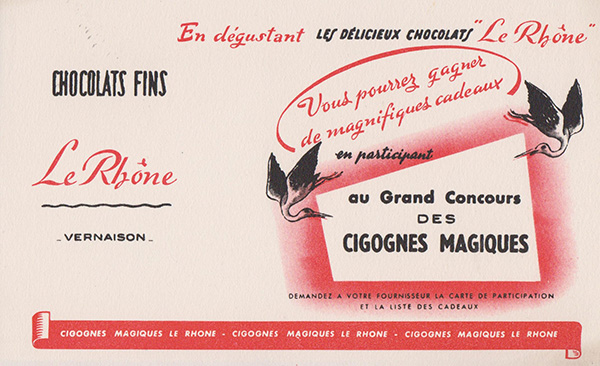 En dégustant LES DÉLICIEUX CHOCOLATS "Le Rhône"
CHOCOLATS FINS
Le Rhône
- VERNAISON -
Vous pourrez gagner
de magnifiques cadeaux
en participant
au Grand Concours
DES
CIGOGNES MAGIQUES
DEMANDEZ A VOTRE FOURNISSEUR LA CARTE DE PARTICIPATION
ET LA LISTE DES CADEAUX
CIGOGNES MAGIQUES LE RHONE - CIGOGNES MAGIQUES LE RHONE - CIGOGNES MAGIQUES LE RHONE